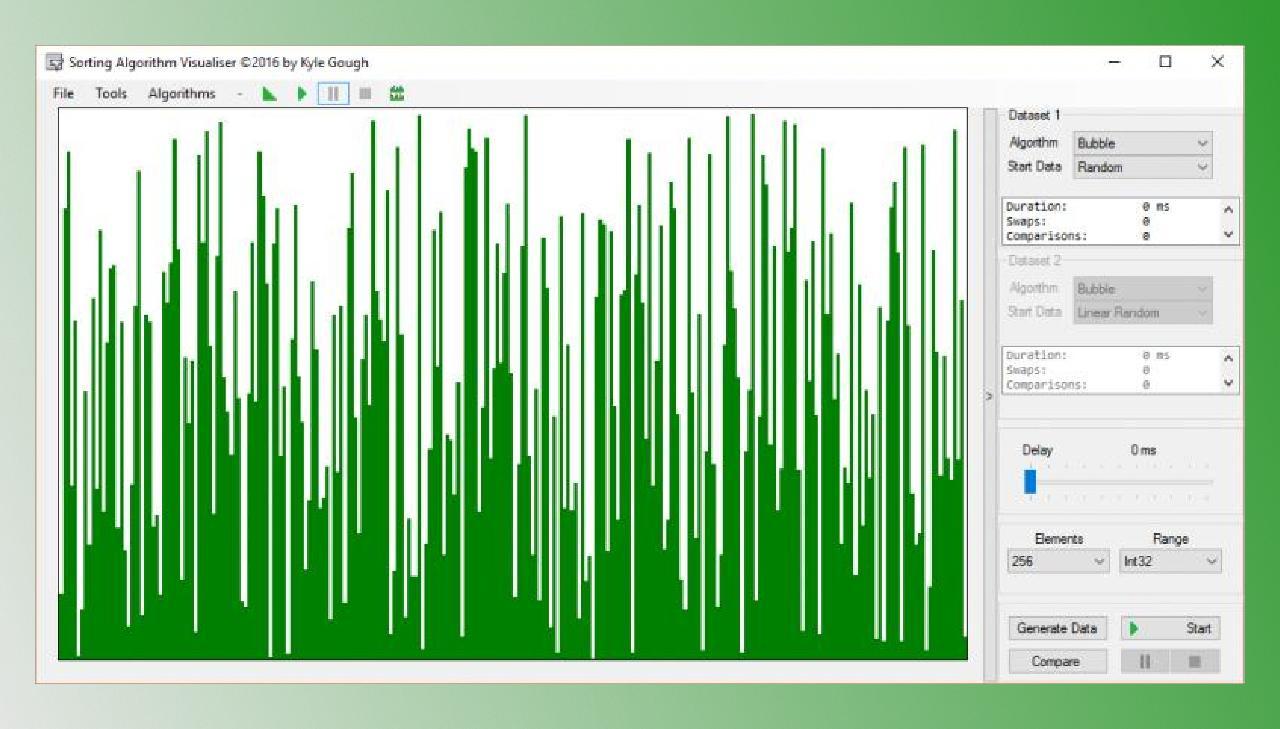 Sorting Algorithm Visualiser ©2016 by Kyle Gough
File Tools Algorithms -
Dataset 1
Algorithm Bubble
Start Data Random
Duration: 0 ms
Swaps: 0
Comparisons: 0
Dataset 2
Algorithm Bubble
Start Data Linear Random
Duration: 0 ms
Swaps: 0
Comparisons: 0
>
Delay 0 ms
Elements Range
256 Int32
Generate Data Start
Compare